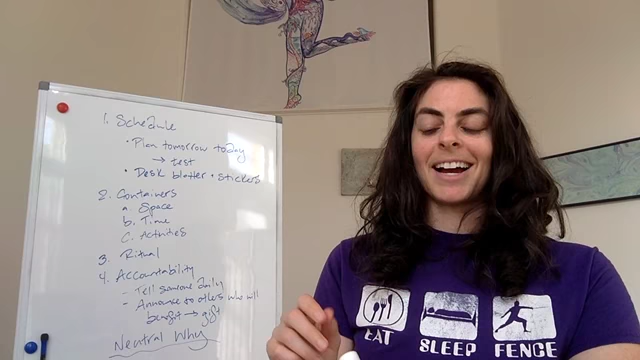 1. Schedule
• Plan tomorrow today
→ test
• Desk blotter + stickers
2. Containers
a. Space
b. Time
c. Activities
3. Ritual
4. Accountability
- Tell someone daily
- Announce to others who will
benefit → gift
Neutral Why
EAT SLEEP FENCE